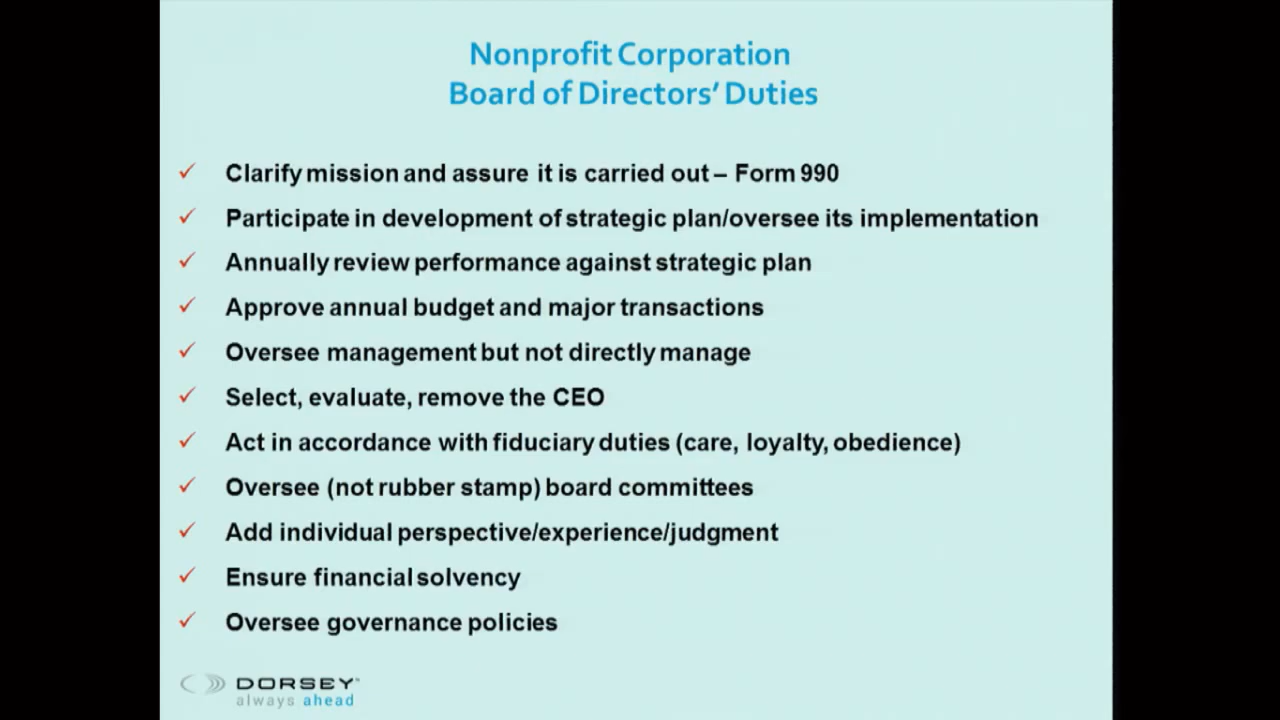 Nonprofit Corporation
Board of Directors' Duties
✓ Clarify mission and assure it is carried out – Form 990
✓ Participate in development of strategic plan/oversee its implementation
✓ Annually review performance against strategic plan
✓ Approve annual budget and major transactions
✓ Oversee management but not directly manage
✓ Select, evaluate, remove the CEO
✓ Act in accordance with fiduciary duties (care, loyalty, obedience)
✓ Oversee (not rubber stamp) board committees
✓ Add individual perspective/experience/judgment
✓ Ensure financial solvency
✓ Oversee governance policies
DORSEY™
always ahead